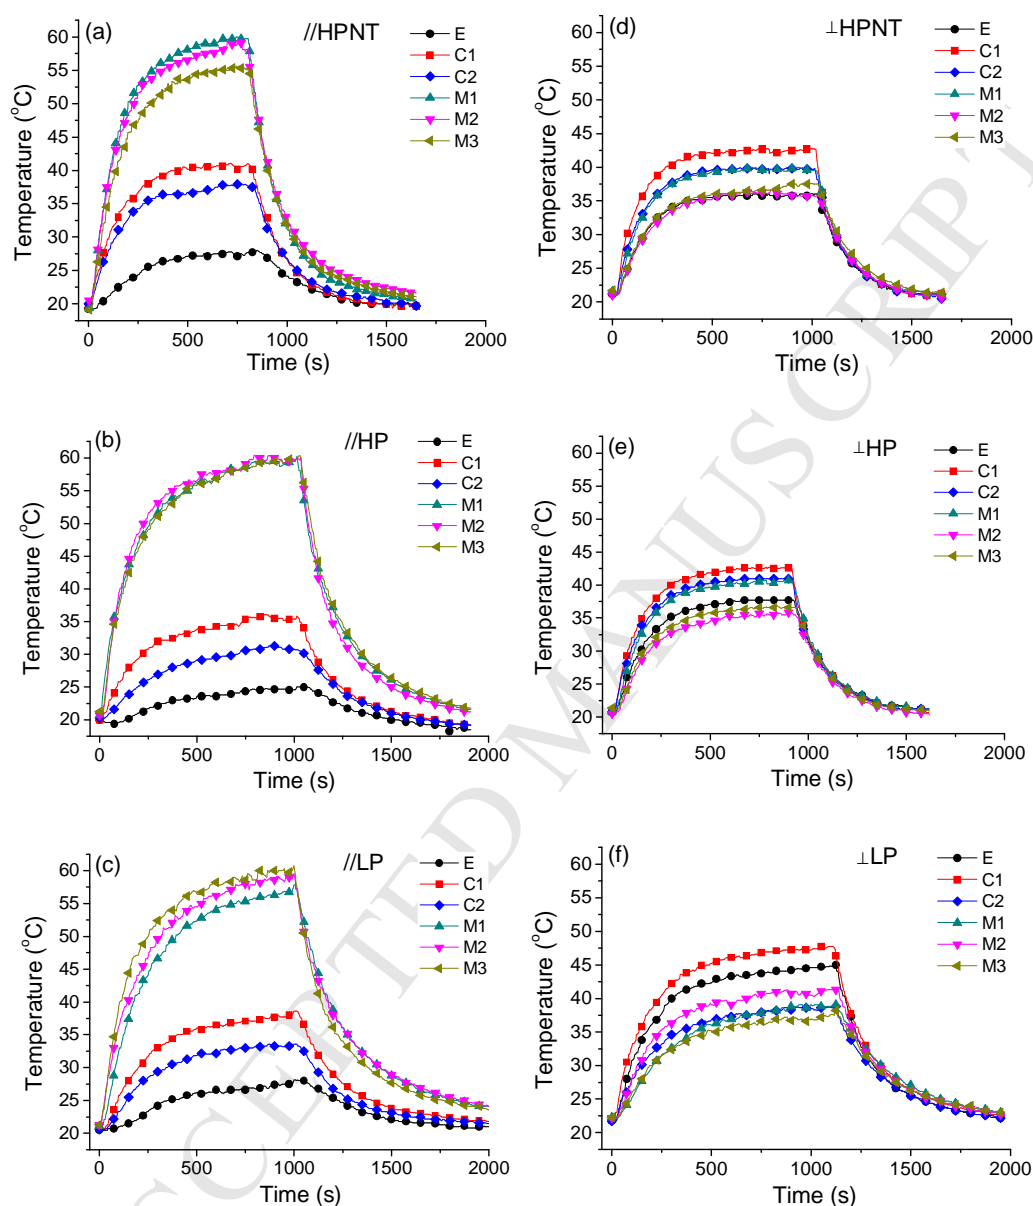 (a) //HPNT
E
C1
C2
M1
M2
M3
60
55
50
45
40
35
30
25
20
0 500 1000 1500 2000
Temperature (°C)
Time (s)
(d) ⊥HPNT
E
C1
C2
M1
M2
M3
60
55
50
45
40
35
30
25
20
0 500 1000 1500 2000
Temperature (°C)
Time (s)
(b) //HP
E
C1
C2
M1
M2
M3
60
55
50
45
40
35
30
25
20
0 500 1000 1500 2000
Temperature (°C)
Time (s)
(e) ⊥HP
E
C1
C2
M1
M2
M3
60
55
50
45
40
35
30
25
20
0 500 1000 1500 2000
Temperature (°C)
Time (s)
(c) //LP
E
C1
C2
M1
M2
M3
60
55
50
45
40
35
30
25
20
0 500 1000 1500 2000
Temperature (°C)
Time (s)
(f) ⊥LP
E
C1
C2
M1
M2
M3
60
55
50
45
40
35
30
25
20
0 500 1000 1500 2000
Temperature (°C)
Time (s)
CCEPTED MANUSCRIPT